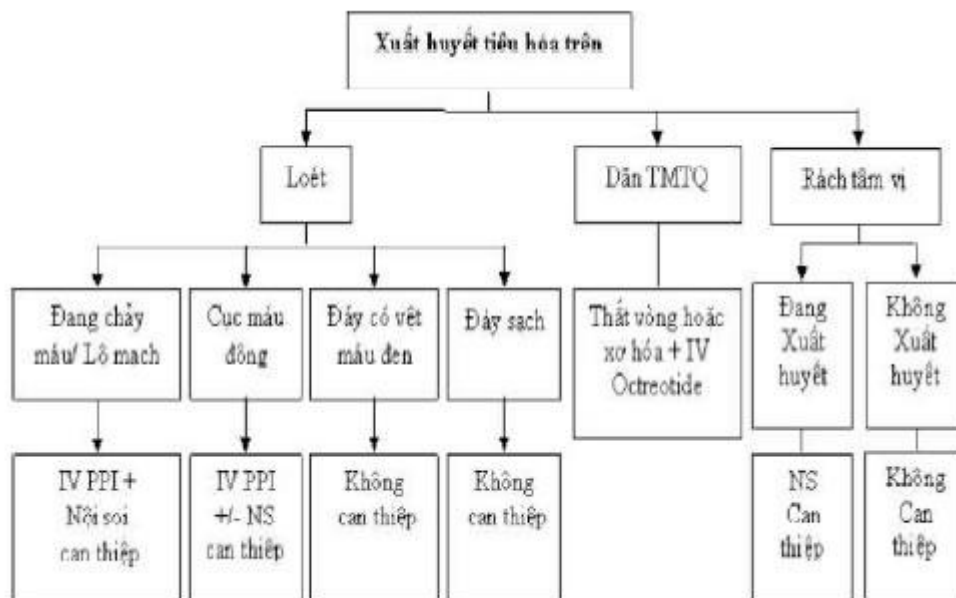 Xuất huyết tiêu hóa trên
Loét
Dãn TMTQ
Rách tâm vị
Đang chảy
máu/ Lộ mạch
Cục máu
đông
Đáy có vết
máu đen
Đáy sạch
Thắt vòng hoặc
xơ hóa + IV
Octreotide
Đang
Xuất
huyết
Không
Xuất
huyết
IV PPI +
Nội soi
can thiệp
IV PPI
+/- NS
can thiệp
Không
can thiệp
Không
can thiệp
NS
Can
thiệp
Không
Can
thiệp